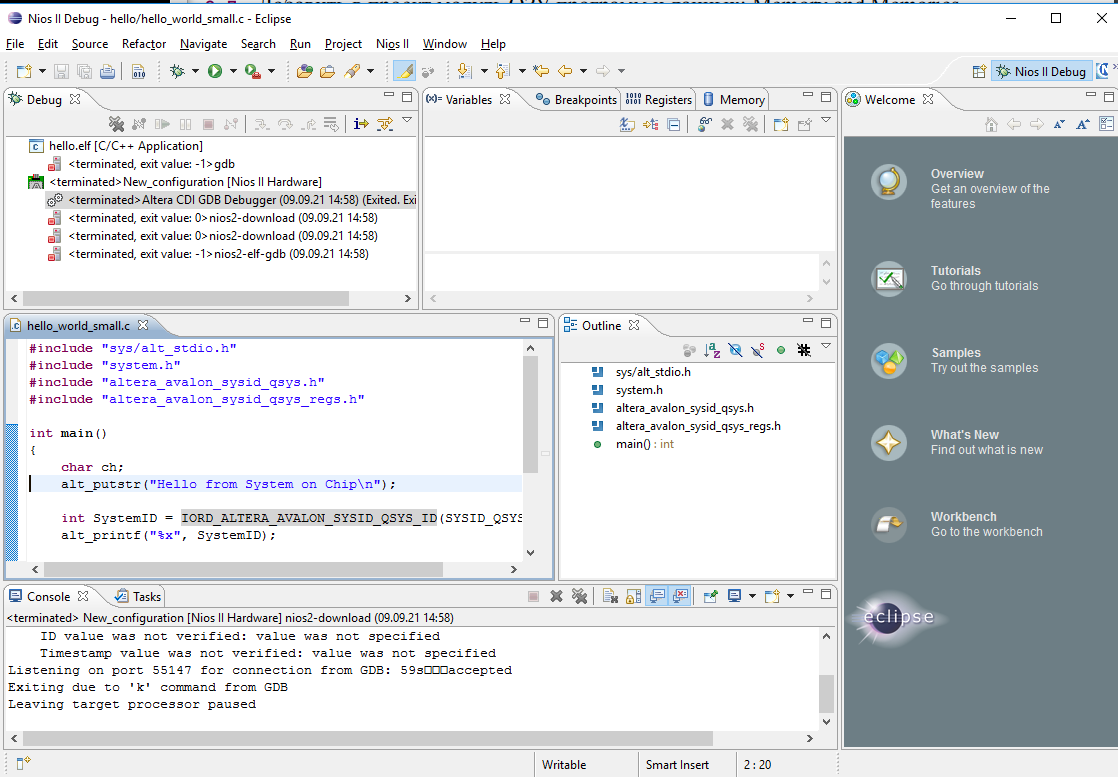 Nios II Debug - hello/hello_world_small.c - Eclipse
File Edit Source Refactor Navigate Search Run Project Nios II Window Help
Nios II Debug
Debug
hello.elf [C/C++ Application]
<terminated, exit value: -1>gdb
<terminated>New_configuration [Nios II Hardware]
<terminated>Altera CDI GDB Debugger (09.09.21 14:58) (Exited. Exi
<terminated, exit value: 0>nios2-download (09.09.21 14:58)
<terminated, exit value: 0>nios2-download (09.09.21 14:58)
<terminated, exit value: -1>nios2-elf-gdb (09.09.21 14:58)
(x)= Variables Breakpoints Registers Memory
hello_world_small.c
#include "sys/alt_stdio.h"
#include "system.h"
#include "altera_avalon_sysid_qsys.h"
#include "altera_avalon_sysid_qsys_regs.h"
int main()
{
char ch;
alt_putstr("Hello from System on Chip\n");
int SystemID = IORD_ALTERA_AVALON_SYSID_QSYS_ID(SYSID_QSYS
alt_printf("%x", SystemID);
Outline
sys/alt_stdio.h
system.h
altera_avalon_sysid_qsys.h
altera_avalon_sysid_qsys_regs.h
main() : int
Welcome
Overview
Get an overview of the
features
Tutorials
Go through tutorials
Samples
Try out the samples
What's New
Find out what is new
Workbench
Go to the workbench
eclipse
Console Tasks
<terminated> New_configuration [Nios II Hardware] nios2-download (09.09.21 14:58)
ID value was not verified: value was not specified
Timestamp value was not verified: value was not specified
Listening on port 55147 for connection from GDB: 59s□□□accepted
Exiting due to 'k' command from GDB
Leaving target processor paused
Writable Smart Insert 2 : 20